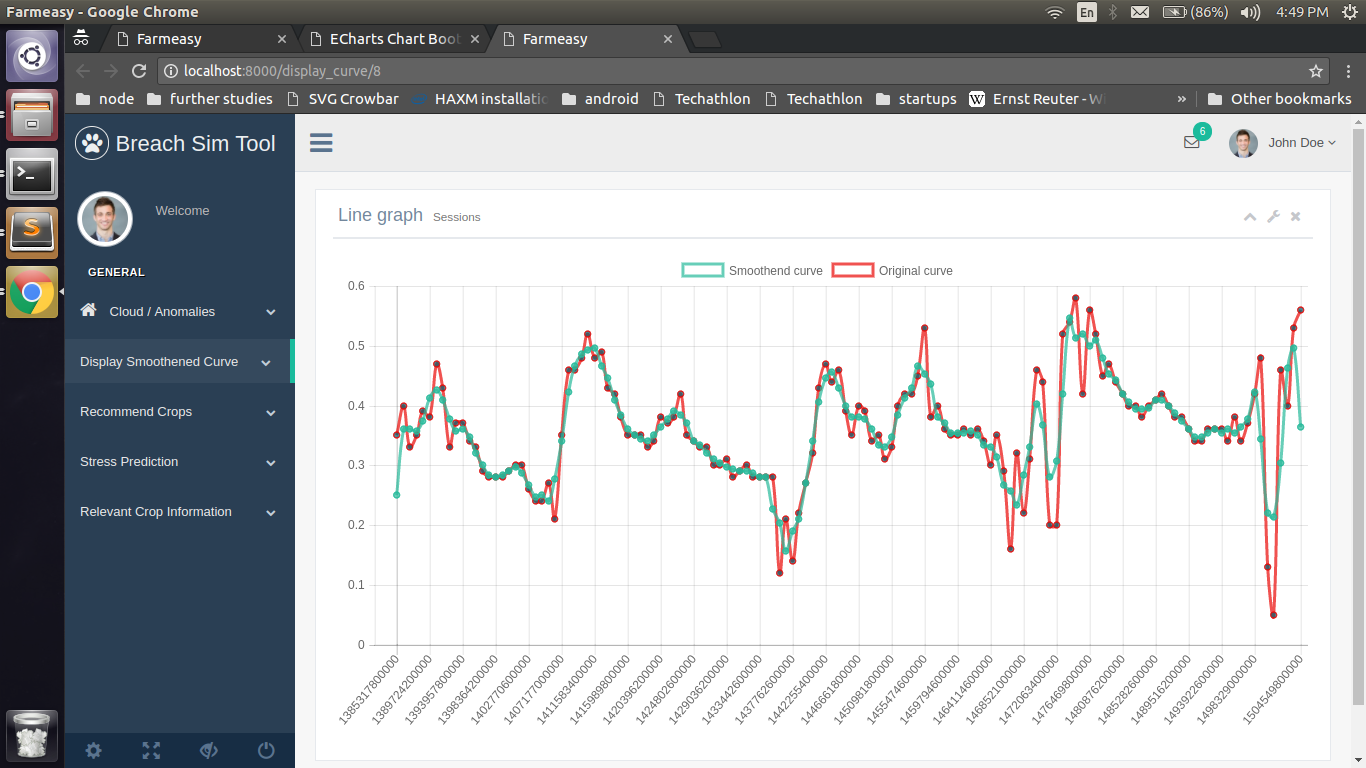 Farmeasy - Google Chrome
En
(86%)
4:49 PM
Farmeasy
ECharts Chart Boot
Farmeasy
localhost:8000/display_curve/8
node
further studies
SVG Crowbar
HAXM installatio
android
Techathlon
Techathlon
startups
W
Ernst Reuter - Wi
»
Other bookmarks
Breach Sim Tool
6
John Doe
Welcome
Line graph Sessions
GENERAL
Cloud / Anomalies
Display Smoothened Curve
Recommend Crops
Stress Prediction
Relevant Crop Information
Smoothend curve
Original curve
0.6
0.5
0.4
0.3
0.2
0.1
0
1385317800000
1389724200000
1393957800000
1398364200000
1402770600000
1407177000000
1411583400000
1415989800000
1420396200000
1424802600000
1429036200000
1433442600000
1437762600000
1442255400000
1446661800000
1450981800000
1455474600000
1459794600000
1464114600000
1468521000000
1472063400000
1476469800000
1480876200000
1485282600000
1489516200000
1493922600000
1498329000000
1504549800000